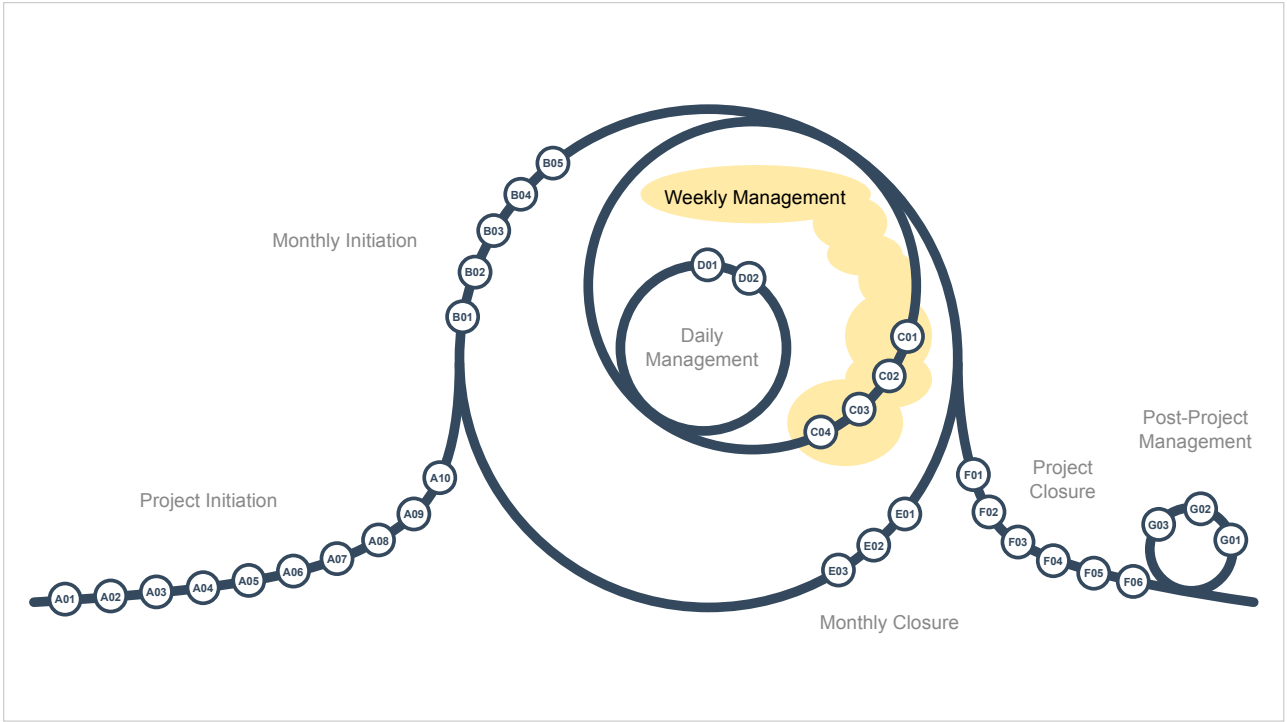 B05
B04
B03
B02
B01
Monthly Initiation
Weekly Management
D01
D02
Daily
Management
C01
C02
C03
C04
Project Initiation
A01
A02
A03
A04
A05
A06
A07
A08
A09
A10
E01
E02
E03
Monthly Closure
F01
F02
F03
F04
F05
F06
Project
Closure
Post-Project
Management
G03
G02
G01